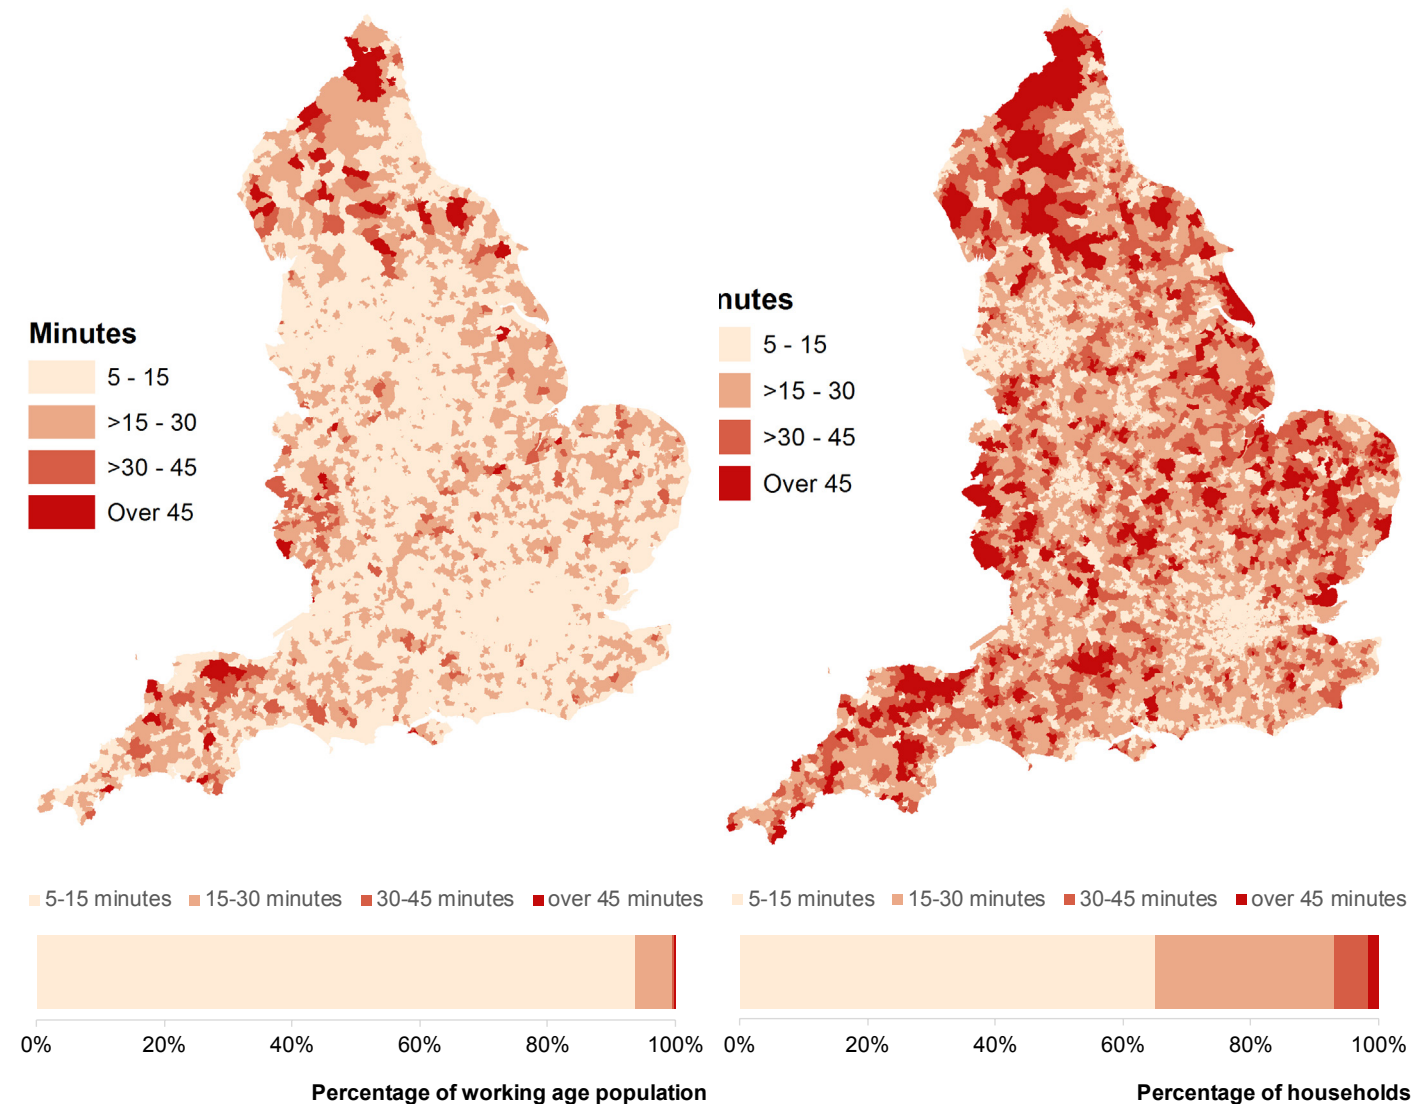 Minutes
5 - 15
>15 - 30
>30 - 45
Over 45
nutes
5 - 15
>15 - 30
>30 - 45
Over 45
5-15 minutes 15-30 minutes 30-45 minutes over 45 minutes
0% 20% 40% 60% 80% 100%
Percentage of working age population
5-15 minutes 15-30 minutes 30-45 minutes over 45 minutes
0% 20% 40% 60% 80% 100%
Percentage of households